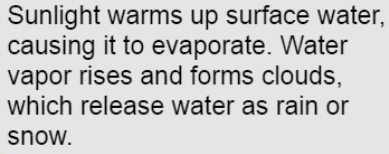 Sunlight warms up surface water,
causing it to evaporate. Water
vapor rises and forms clouds,
which release water as rain or
snow.